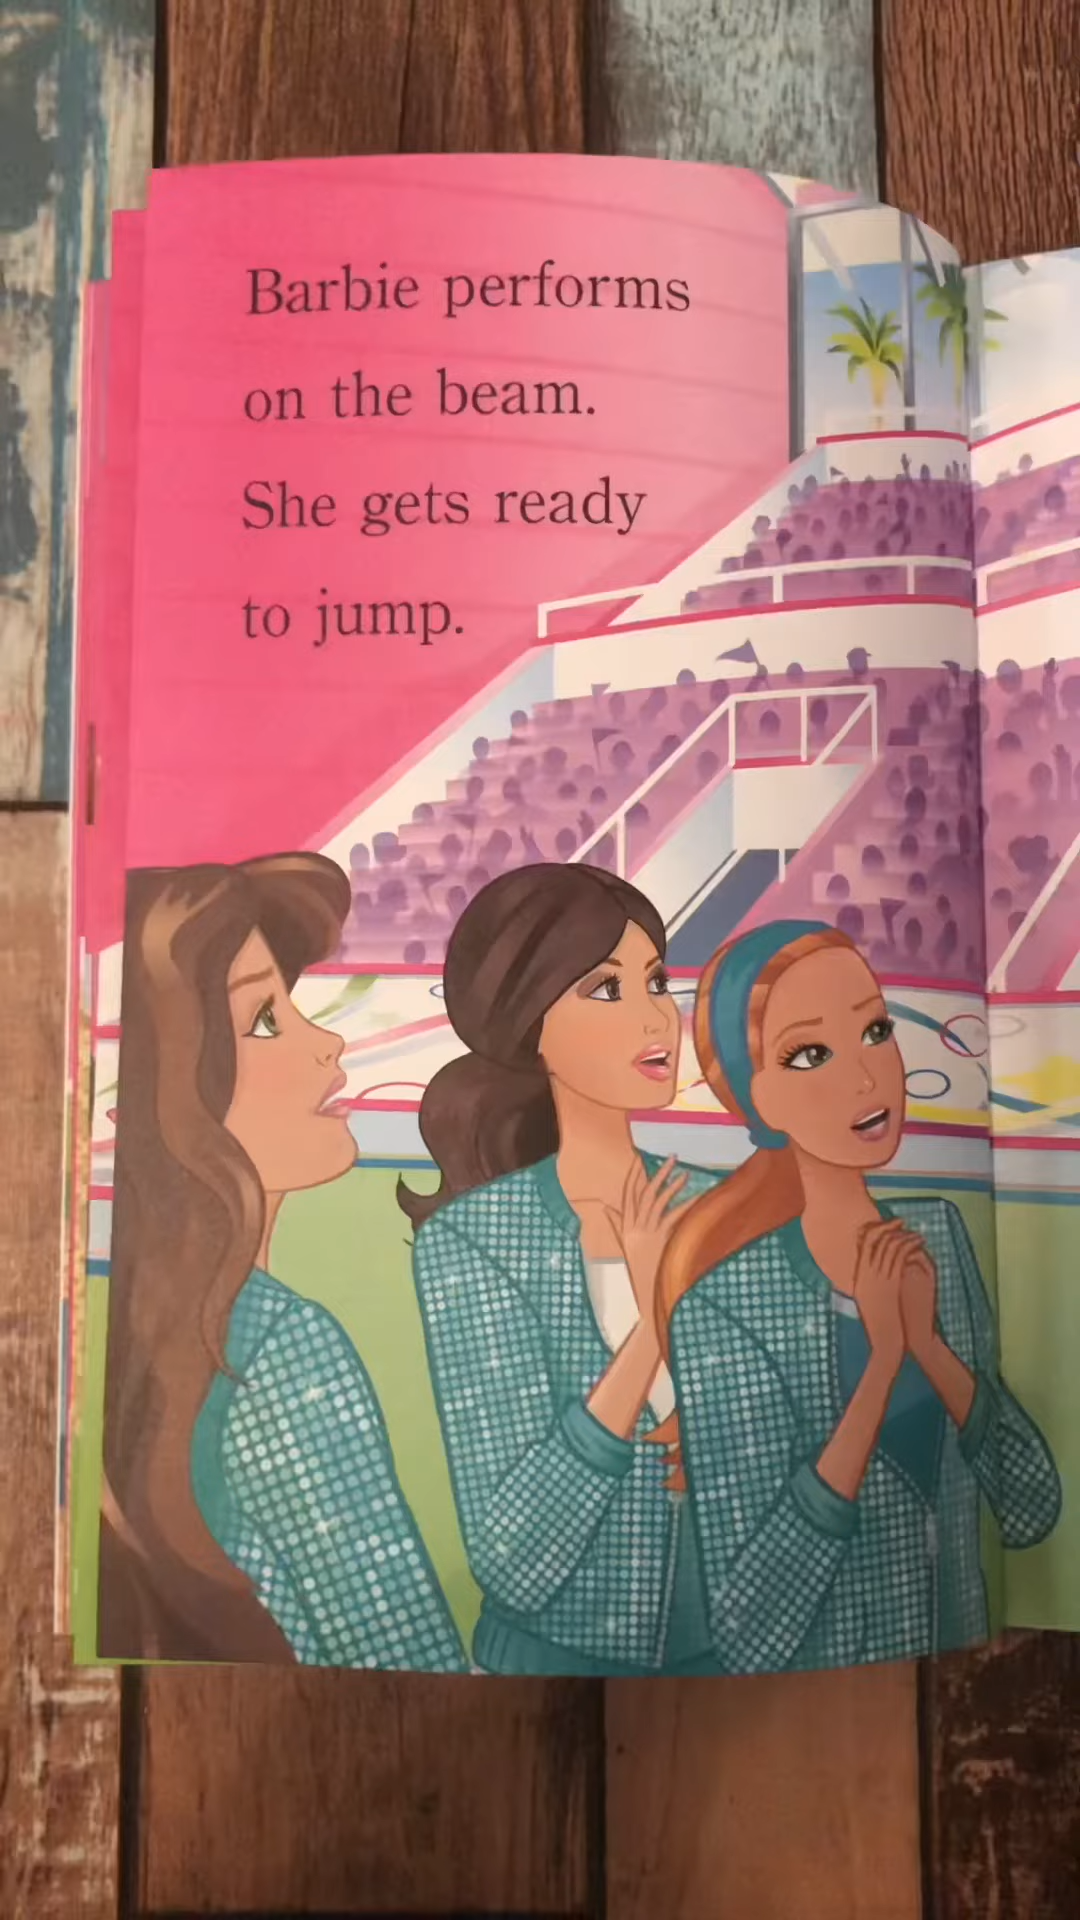 Barbie performs
on the beam.
She gets ready
to jump.